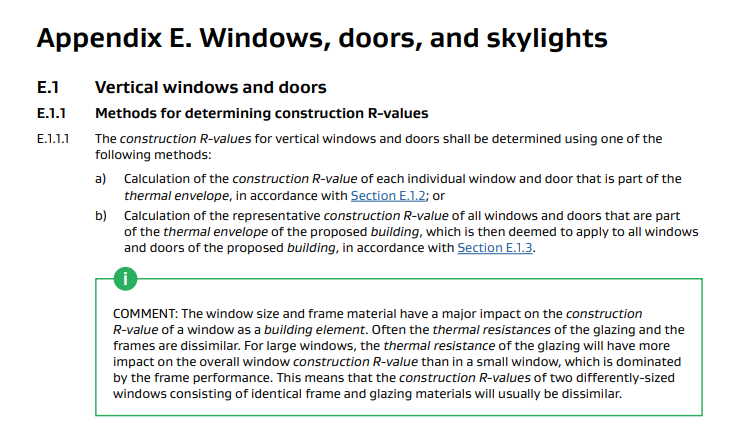 Appendix E. Windows, doors, and skylights
E.1 Vertical windows and doors
E.1.1 Methods for determining construction R-values
E.1.1.1 The construction R-values for vertical windows and doors shall be determined using one of the
following methods:
a) Calculation of the construction R-value of each individual window and door that is part of the
thermal envelope, in accordance with Section E.1.2; or
b) Calculation of the representative construction R-value of all windows and doors that are part
of the thermal envelope of the proposed building, which is then deemed to apply to all windows
and doors of the proposed building, in accordance with Section E.1.3.
i
COMMENT: The window size and frame material have a major impact on the construction
R-value of a window as a building element. Often the thermal resistances of the glazing and the
frames are dissimilar. For large windows, the thermal resistance of the glazing will have more
impact on the overall window construction R-value than in a small window, which is dominated
by the frame performance. This means that the construction R-values of two differently-sized
windows consisting of identical frame and glazing materials will usually be dissimilar.